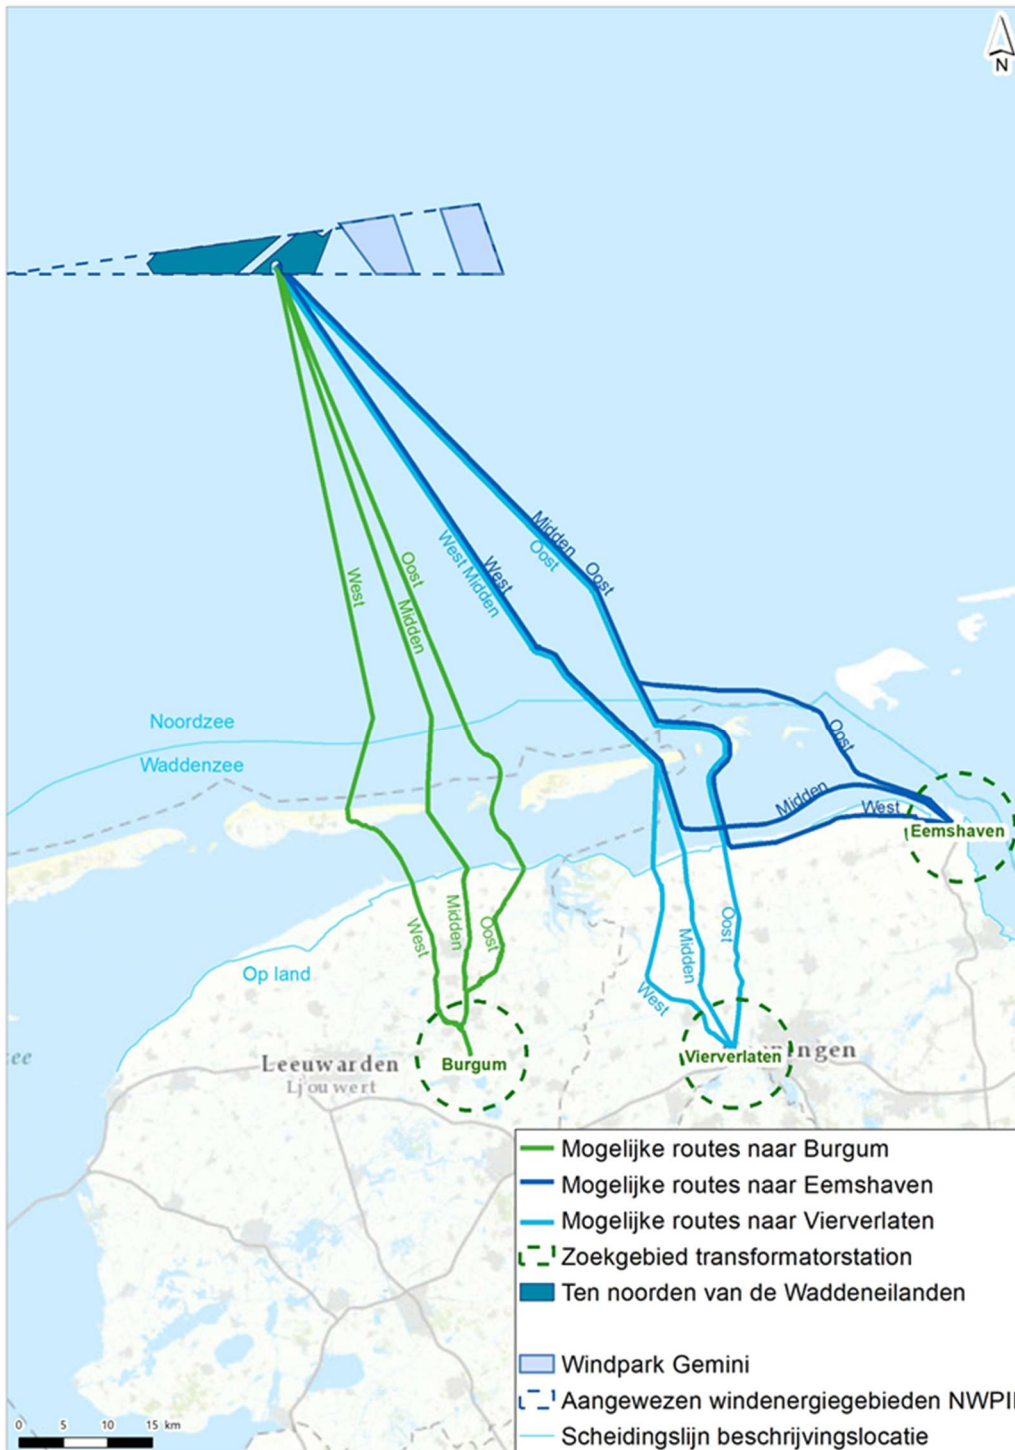 N
West
Oost
Midden
West Midden
West
Midden
Oost
Oost
Noordzee
Waddenzee
Oost
Midden
West
Eemshaven
West
Midden
Oost
Oost
Midden
West
Op land
Leeuwarden
Ljouwert
Burgum
Vierverlaten
ningen
Mogelijke routes naar Burgum
Mogelijke routes naar Eemshaven
Mogelijke routes naar Vierverlaten
Zoekgebied transformatorstation
Ten noorden van de Waddeneilanden
Windpark Gemini
Aangewezen windenergiegebieden NWPII
Scheidingslijn beschrijvingslocatie
0 5 10 15 km